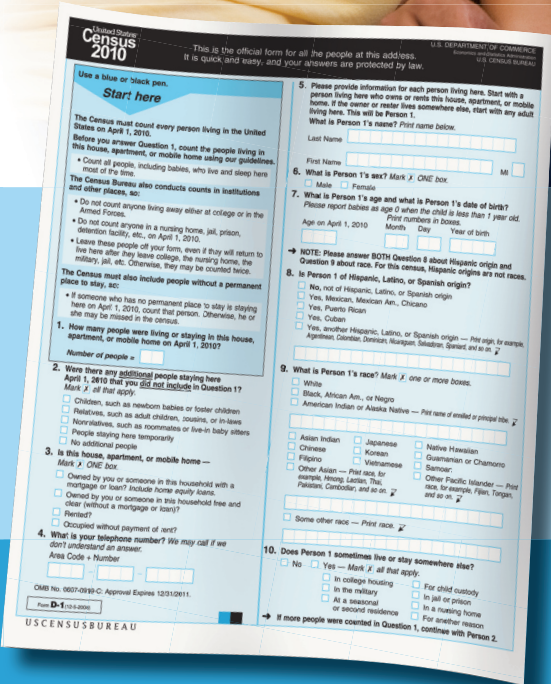 United States®
Census
2010
This is the official form for all the people at this address.
It is quick and easy, and your answers are protected by law.
U.S. DEPARTMENT OF COMMERCE
Economics and Statistics Administration
U.S. CENSUS BUREAU
Use a blue or black pen.
Start here
The Census must count every person living in the United
States on April 1, 2010.
Before you answer Question 1, count the people living in
this house, apartment, or mobile home using our guidelines.
• Count all people, including babies, who live and sleep here
most of the time.
The Census Bureau also conducts counts in institutions
and other places, so:
• Do not count anyone living away either at college or in the
Armed Forces.
• Do not count anyone in a nursing home, jail, prison,
detention facility, etc., on April 1, 2010.
• Leave these people off your form, even if they will return to
live here after they leave college, the nursing home, the
military, jail, etc. Otherwise, they may be counted twice.
The Census must also include people without a permanent
place to stay, so:
• If someone who has no permanent place to stay is staying
here on April 1, 2010, count that person. Otherwise, he or
she may be missed in the census.
1. How many people were living or staying in this house,
apartment, or mobile home on April 1, 2010?
Number of people =
2. Were there any additional people staying here
April 1, 2010 that you did not include in Question 1?
Mark X all that apply.
Children, such as newborn babies or foster children
Relatives, such as adult children, cousins, or in-laws
Nonrelatives, such as roommates or live-in baby sitters
People staying here temporarily
No additional people
3. Is this house, apartment, or mobile home —
Mark X ONE box.
Owned by you or someone in this household with a
mortgage or loan? Include home equity loans.
Owned by you or someone in this household free and
clear (without a mortgage or loan)?
Rented?
Occupied without payment of rent?
4. What is your telephone number? We may call if we
don't understand an answer.
Area Code + Number
OMB No. 0607-0919-C: Approval Expires 12/31/2011.
Form D-1
USCENSUSBUREAU
5. Please provide information for each person living here. Start with a
person living here who owns or rents this house, apartment, or mobile
home. If the owner or renter lives somewhere else, start with any adult
living here. This will be Person 1.
What is Person 1's name? Print name below.
Last Name
First Name MI
6. What is Person 1's sex? Mark X ONE box.
Male Female
7. What is Person 1's age and what is Person 1's date of birth?
Please report babies as age 0 when the child is less than 1 year old.
Print numbers in boxes.
Age on April 1, 2010 Month Day Year of birth
→ NOTE: Please answer BOTH Question 8 about Hispanic origin and
Question 9 about race. For this census, Hispanic origins are not races.
8. Is Person 1 of Hispanic, Latino, or Spanish origin?
No, not of Hispanic, Latino, or Spanish origin
Yes, Mexican, Mexican Am., Chicano
Yes, Puerto Rican
Yes, Cuban
Yes, another Hispanic, Latino, or Spanish origin — Print origin, for example,
Argentinean, Colombian, Dominican, Nicaraguan, Salvadoran, Spaniard, and so on.
9. What is Person 1's race? Mark X one or more boxes.
White
Black, African Am., or Negro
American Indian or Alaska Native — Print name of enrolled or principal tribe.
Asian Indian Japanese Native Hawaiian
Chinese Korean Guamanian or Chamorro
Filipino Vietnamese Samoan
Other Asian — Print race, for
example, Hmong, Laotian, Thai,
Pakistani, Cambodian, and so on.
Other Pacific Islander — Print
race, for example, Fijian, Tongan,
and so on.
Some other race — Print race.
10. Does Person 1 sometimes live or stay somewhere else?
No Yes — Mark X all that apply.
In college housing For child custody
In the military In jail or prison
At a seasonal
or second residence
In a nursing home
For another reason
→ If more people were counted in Question 1, continue with Person 2.